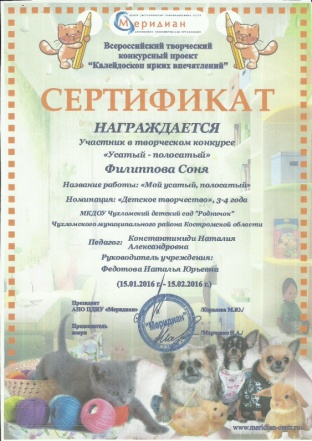 Меридиан
Всероссийский творческий
конкурсный проект
"Калейдоскоп ярких впечатлений"
СЕРТИФИКАТ
НАГРАЖДАЕТСЯ
Участник в творческом конкурсе
«Усатый - полосатый»
Филиппова Соня
Название работы: «Мой усатый, полосатый»
Номинация: «Детское творчество», 3-4 года
МКДОУ Чухломский детский сад "Родничок"
Чухломского муниципального района Костромской области
Педагог: Константиниди Наталия
Александровна
Руководитель учреждения:
Федотова Наталья Юрьевна
(15.01.2016 г.- 15.02.2016 г.)
Президент
АНО ПДИУ «Меридиан»
"Меридиан"
Председатель
жюри
www.meridian-centr.ru